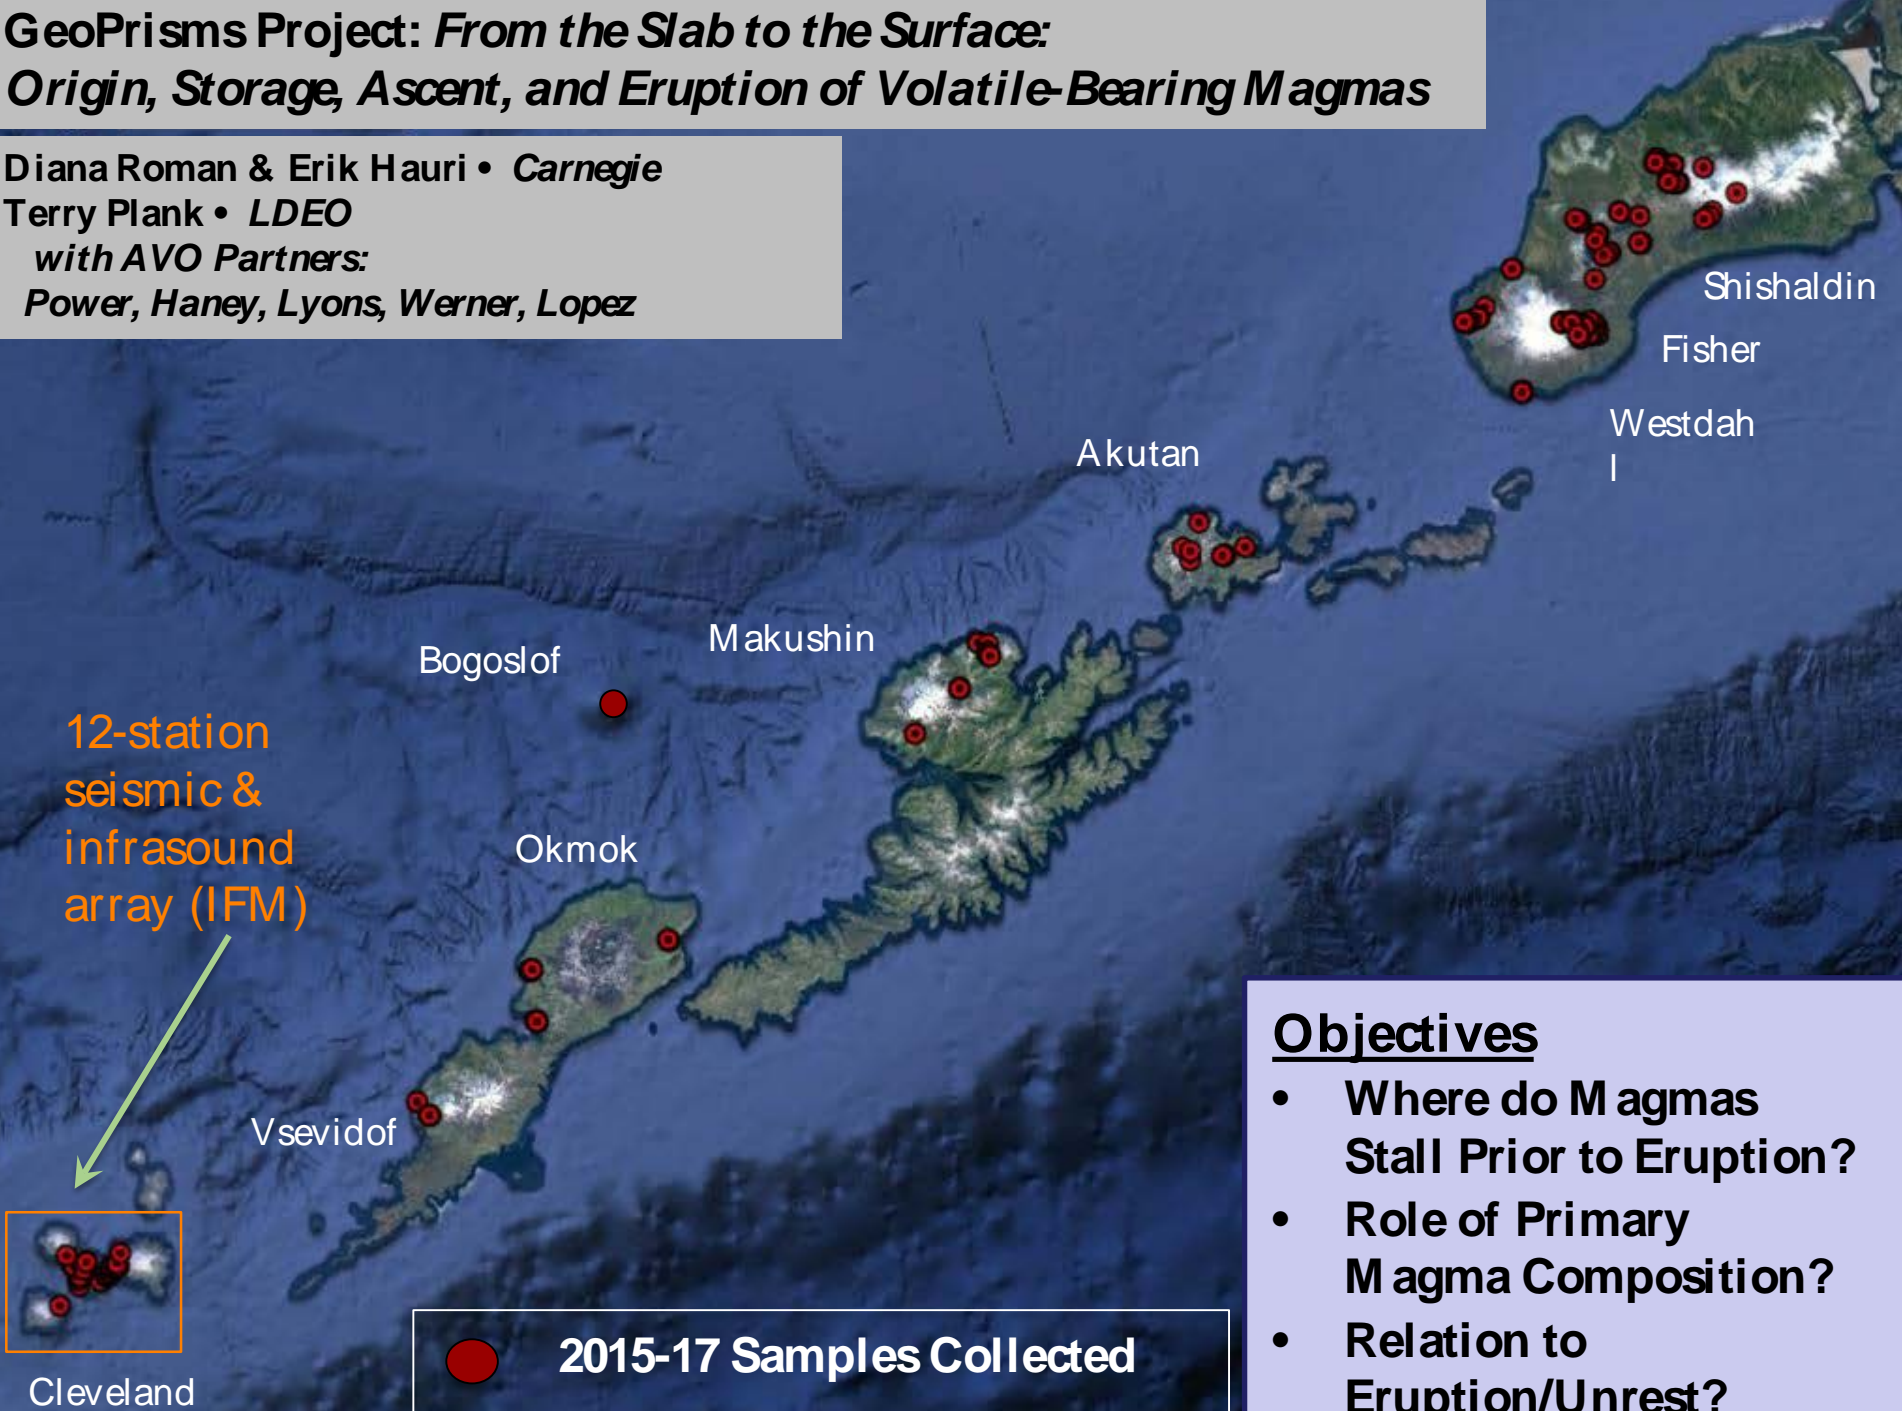 GeoPrisms Project: From the Slab to the Surface:
Origin, Storage, Ascent, and Eruption of Volatile-Bearing Magmas
Diana Roman & Erik Hauri • Carnegie
Terry Plank • LDEO
with AVO Partners:
Power, Haney, Lyons, Werner, Lopez
Shishaldin
Fisher
Westdah
l
Akutan
Makushin
Bogoslof
12-station
seismic &
infrasound
array (IFM)
Okmok
Vsevidof
Cleveland
2015-17 Samples Collected
Objectives
• Where do Magmas
Stall Prior to Eruption?
• Role of Primary
Magma Composition?
• Relation to
Eruption/Unrest?